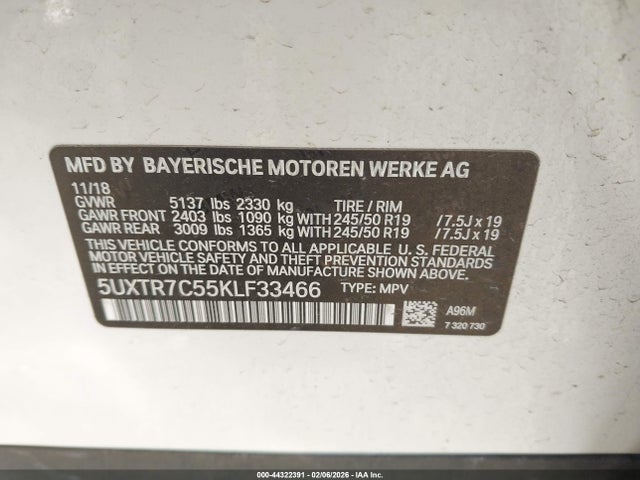 MFD BY BAYERISCHE MOTOREN WERKE AG
11/18
GVWR 5137 lbs 2330 kg TIRE / RIM
GAWR FRONT 2403 lbs 1090 kg WITH 245/50 R19 /7.5J x 19
GAWR REAR 3009 lbs 1365 kg WITH 245/50 R19 /7.5J x 19
THIS VEHICLE CONFORMS TO ALL APPLICABLE U. S. FEDERAL
MOTOR VEHICLE SAFETY AND THEFT PREVENTION STANDARDS
IN EFFECT ON THE DATE OF MANUFACTURE SHOWN ABOVE.
5UXTR7C55KLF33466 TYPE: MPV
A96M
7 320 730
000-44322391 - 02/06/2026 - IAA Inc.